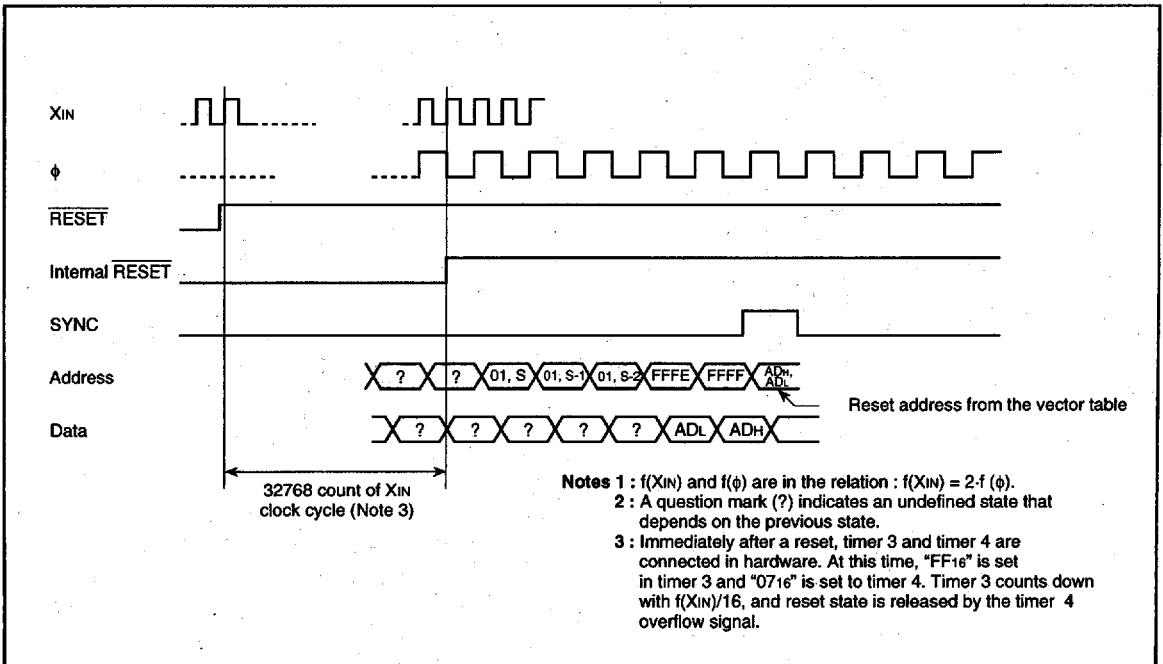 XIN
ϕ
RESET
Internal RESET
SYNC
Address
? ? 01, S 01, S-1 01, S-2 FFFE FFFF ADH, ADL
Reset address from the vector table
Data
? ? ? ? ? ADL ADH
32768 count of XIN
clock cycle (Note 3)
Notes 1 : f(XIN) and f(ϕ) are in the relation : f(XIN) = 2·f (ϕ).
2 : A question mark (?) indicates an undefined state that
depends on the previous state.
3 : Immediately after a reset, timer 3 and timer 4 are
connected in hardware. At this time, “FF16” is set
in timer 3 and “0716” is set to timer 4. Timer 3 counts down
with f(XIN)/16, and reset state is released by the timer 4
overflow signal.